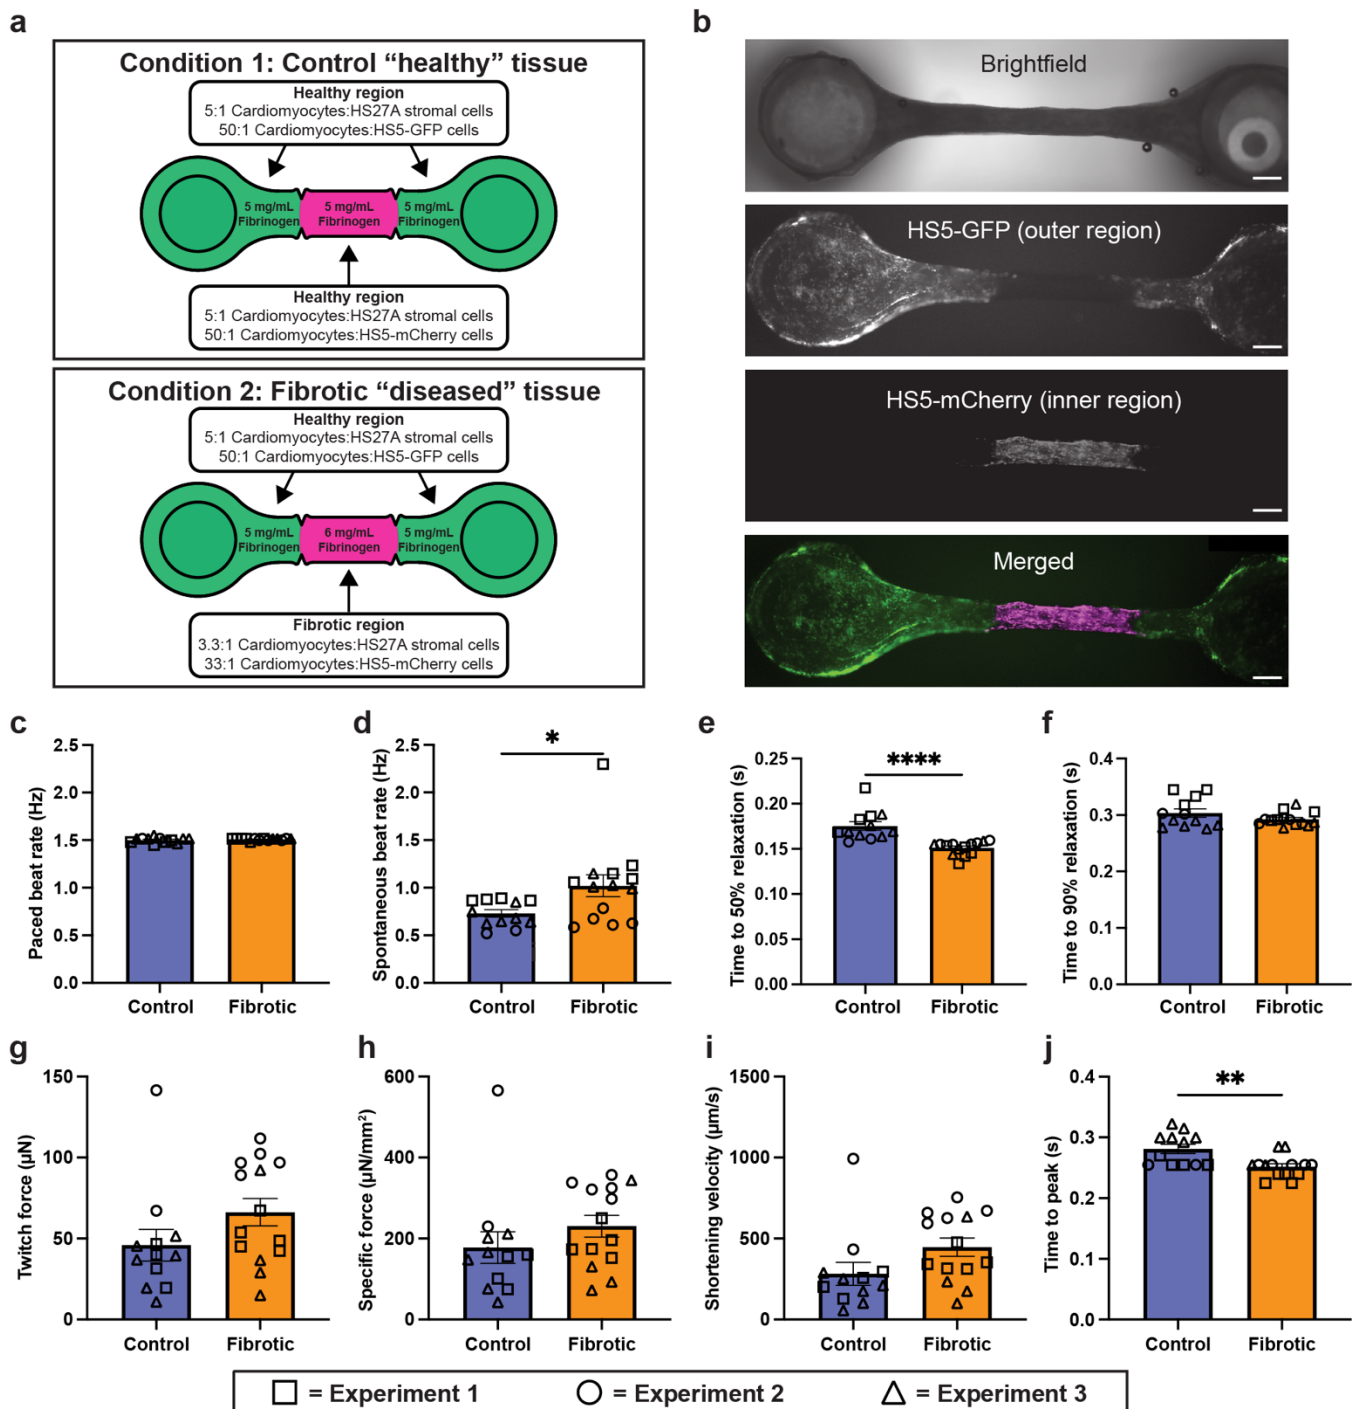 a
Condition 1: Control “healthy” tissue
Healthy region
5:1 Cardiomyocytes:HS27A stromal cells
50:1 Cardiomyocytes:HS5-GFP cells
5 mg/mL
Fibrinogen
5 mg/mL
Fibrinogen
5 mg/mL
Fibrinogen
Healthy region
5:1 Cardiomyocytes:HS27A stromal cells
50:1 Cardiomyocytes:HS5-mCherry cells
Condition 2: Fibrotic “diseased” tissue
Healthy region
5:1 Cardiomyocytes:HS27A stromal cells
50:1 Cardiomyocytes:HS5-GFP cells
5 mg/mL
Fibrinogen
6 mg/mL
Fibrinogen
5 mg/mL
Fibrinogen
Fibrotic region
3.3:1 Cardiomyocytes:HS27A stromal cells
33:1 Cardiomyocytes:HS5-mCherry cells
b
Brightfield
HS5-GFP (outer region)
HS5-mCherry (inner region)
Merged
c
Paced beat rate (Hz)
2.5
2.0
1.5
1.0
0.5
0.0
Control
Fibrotic
d
Spontaneous beat rate (Hz)
2.5
2.0
1.5
1.0
0.5
0.0
*
Control
Fibrotic
e
Time to 50% relaxation (s)
0.25
0.20
0.15
0.10
0.05
0.00
****
Control
Fibrotic
f
Time to 90% relaxation (s)
0.4
0.3
0.2
0.1
0.0
Control
Fibrotic
g
Twitch force (µN)
150
100
50
0
Control
Fibrotic
h
Specific force (µN/mm²)
600
400
200
0
Control
Fibrotic
i
Shortening velocity (µm/s)
1500
1000
500
0
Control
Fibrotic
j
Time to peak (s)
0.4
0.3
0.2
0.1
0.0
**
Control
Fibrotic
= Experiment 1
= Experiment 2
= Experiment 3